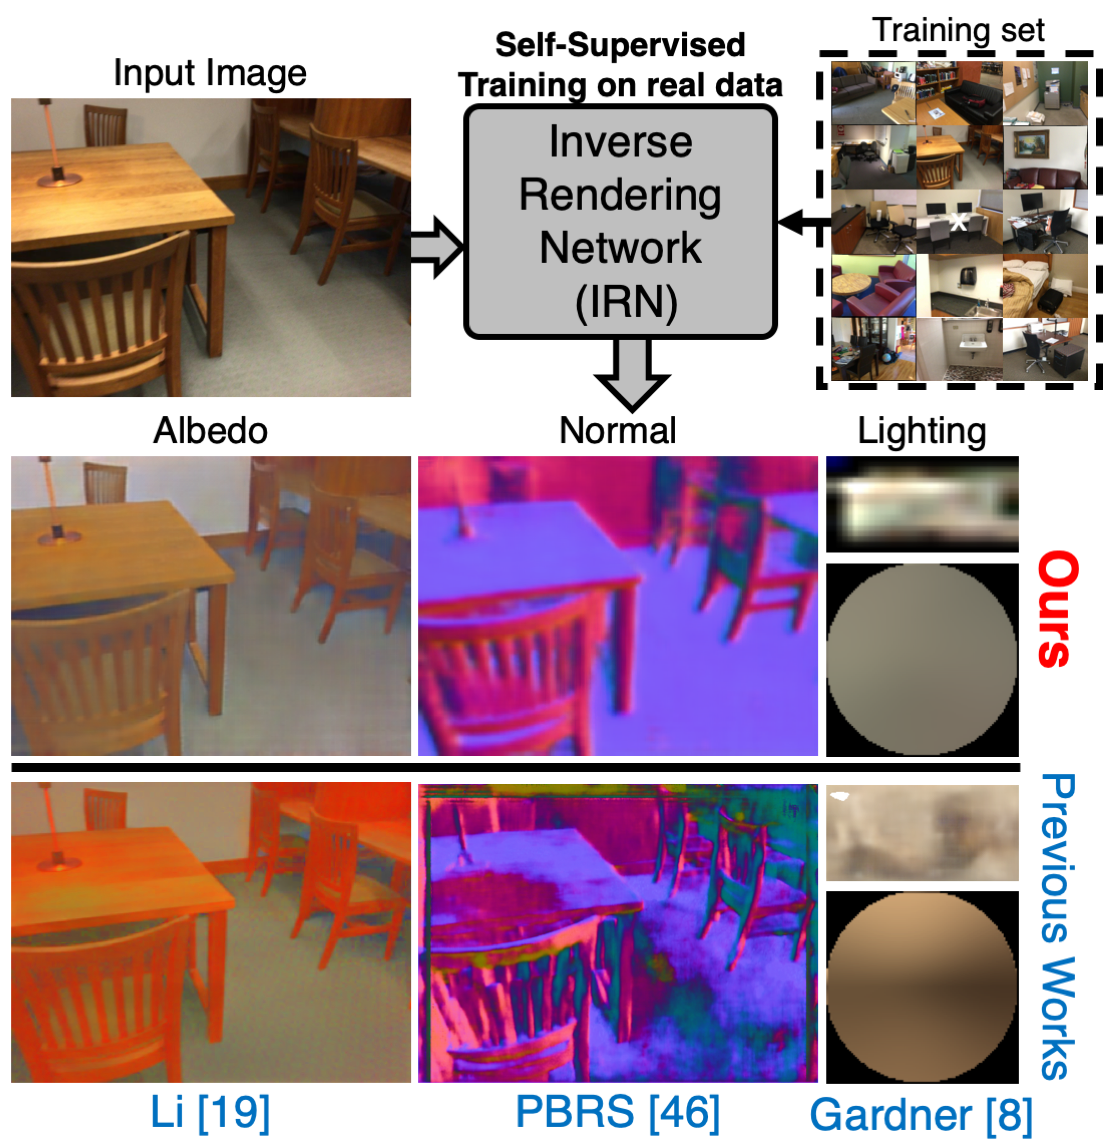 Training set
Self-Supervised
Training on real data
Input Image
Inverse
Rendering
Network
(IRN)
Albedo
Normal
Lighting
Ours
Previous Works
Li [19]
PBRS [46]
Gardner [8]